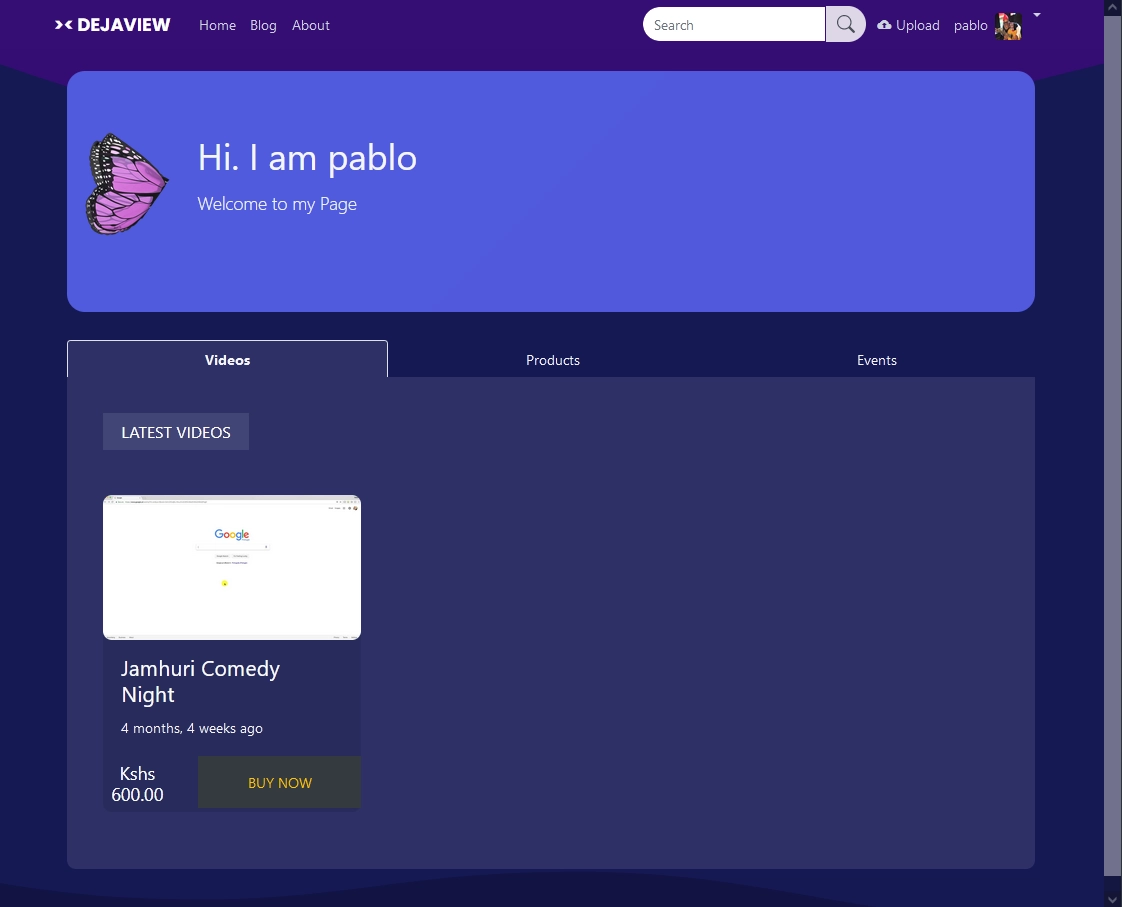 DEJAVIEW Home Blog About Search Upload pablo
Hi. I am pablo
Welcome to my Page
Videos Products Events
LATEST VIDEOS
Google
Jamhuri Comedy
Night
4 months, 4 weeks ago
Kshs
600.00
BUY NOW